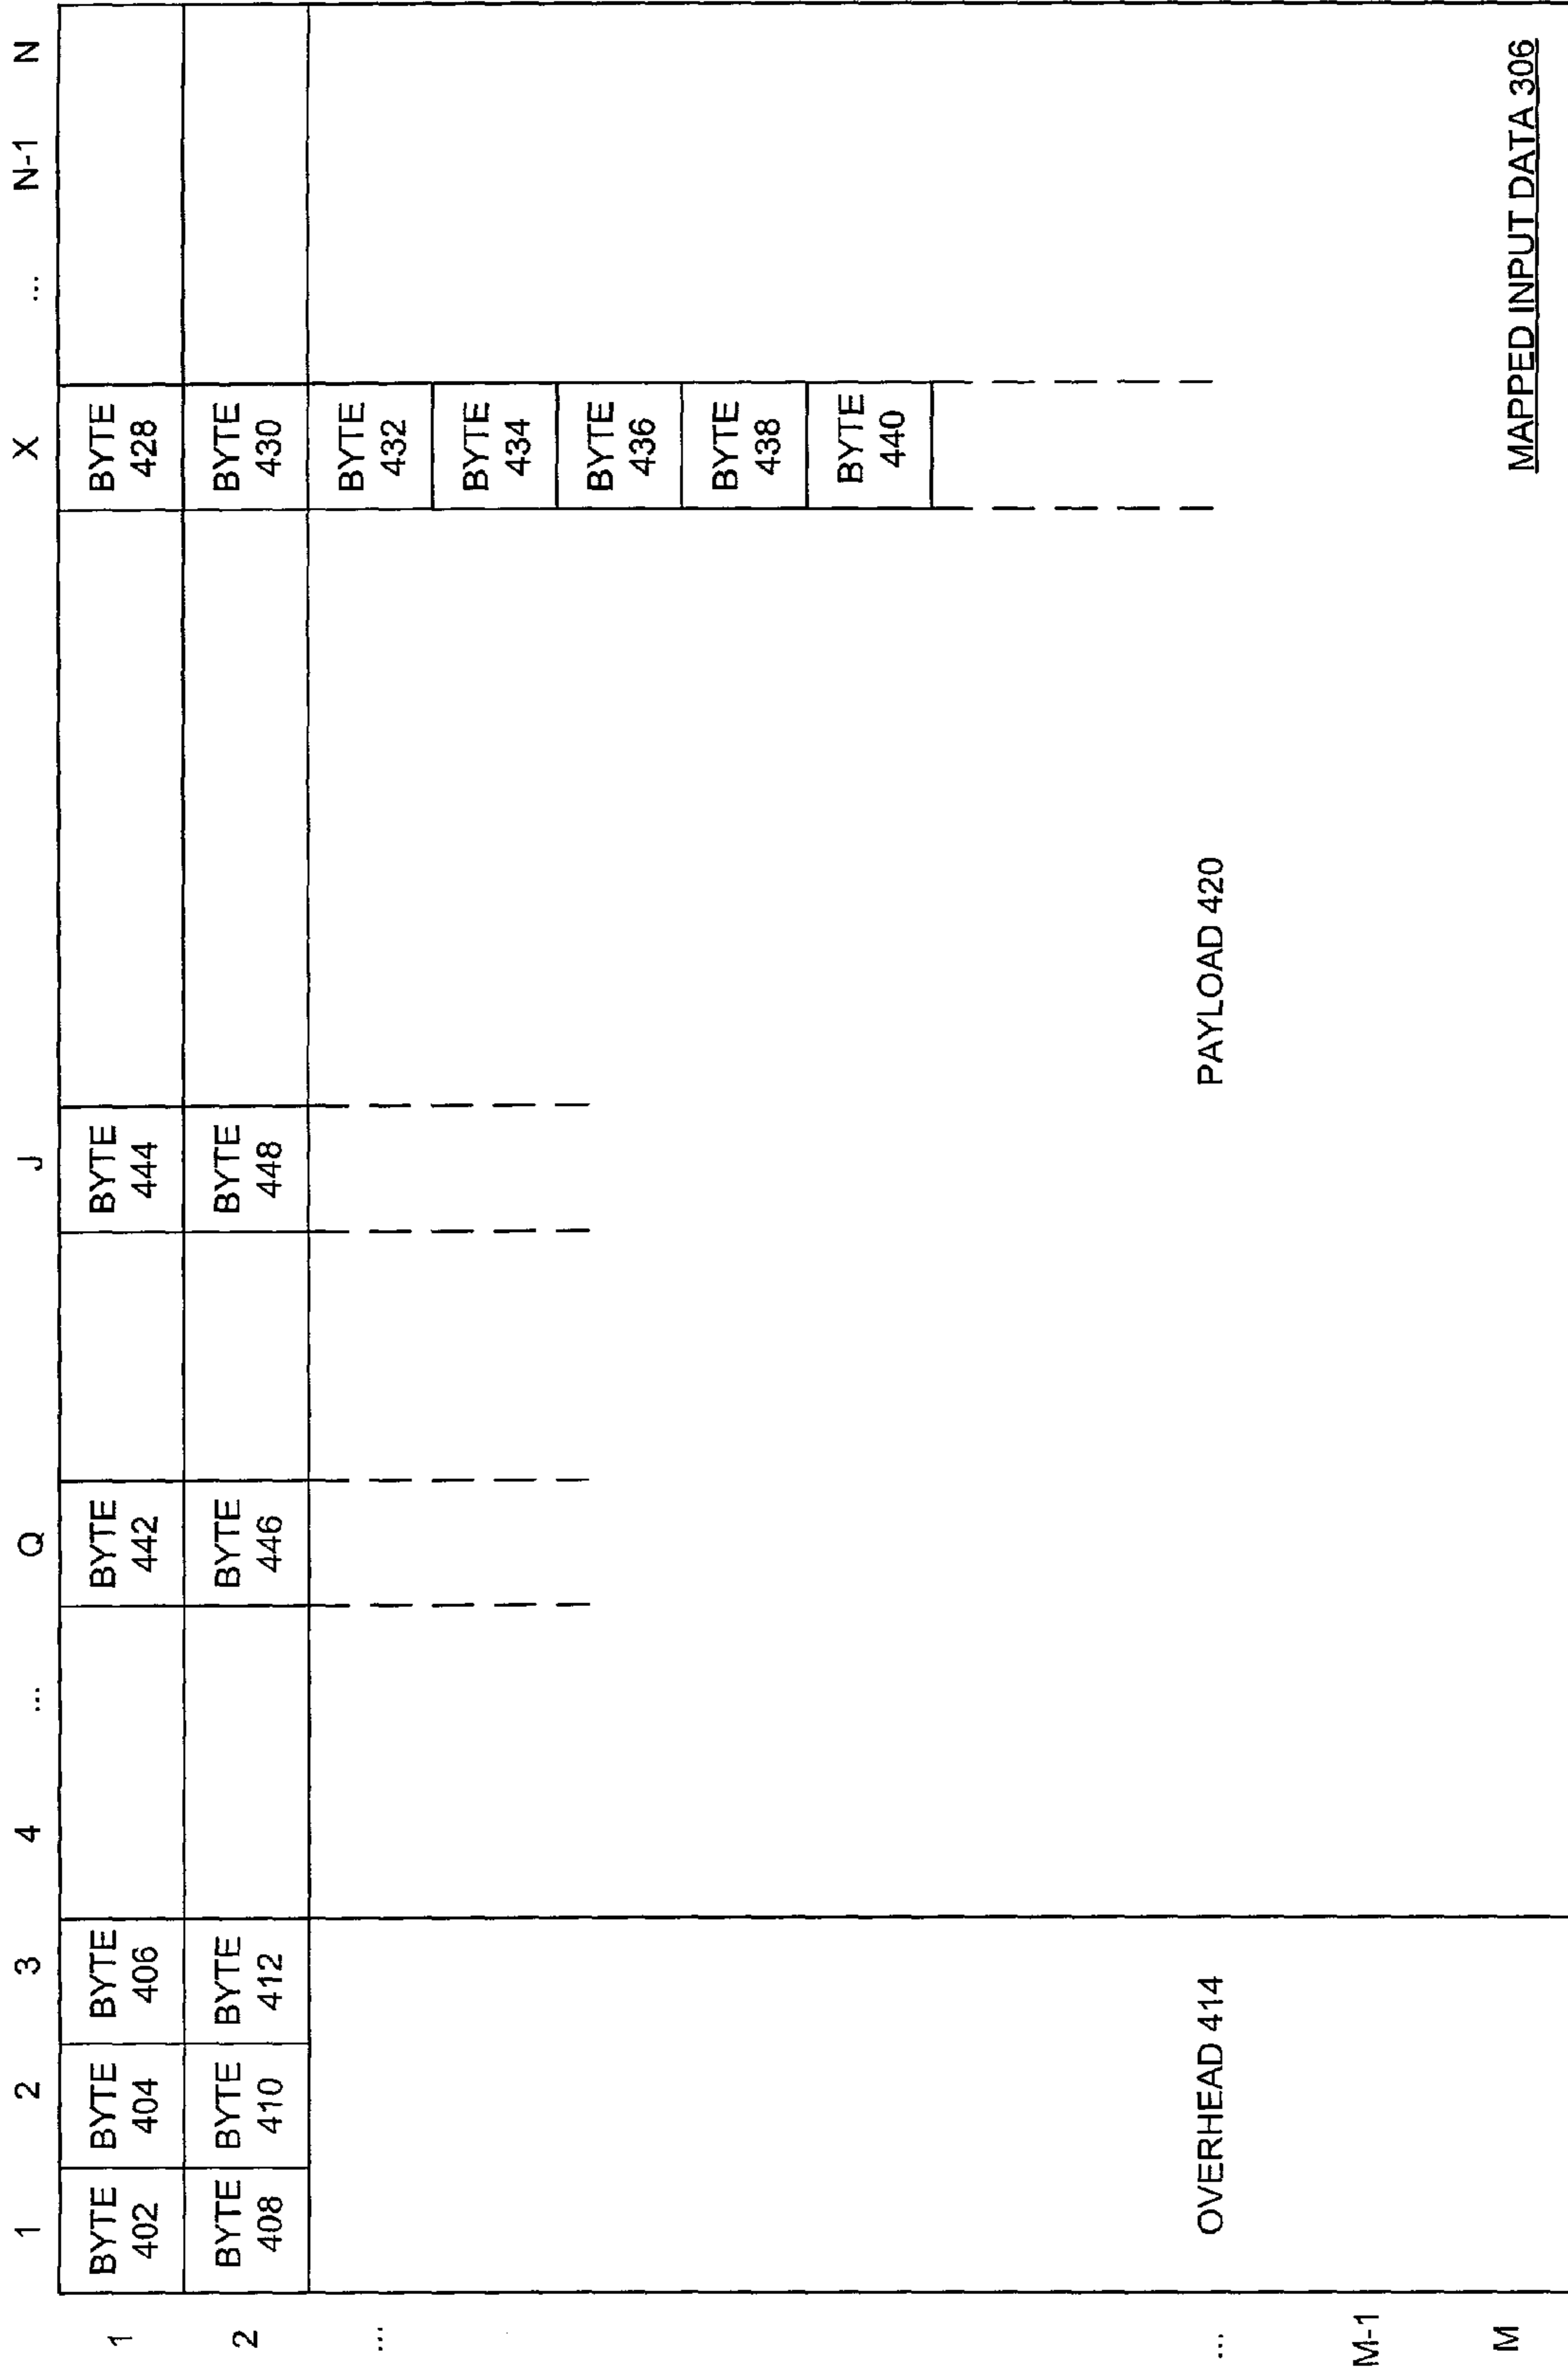 1 2 3 4 ... Q J X ... N-1 N
1 BYTE 402 BYTE 404 BYTE 406 BYTE 442 BYTE 444 BYTE 428
2 BYTE 408 BYTE 410 BYTE 412 BYTE 446 BYTE 448 BYTE 430
...
BYTE 432
BYTE 434
BYTE 436
BYTE 438
BYTE 440
... OVERHEAD 414 PAYLOAD 420
M-1
M
MAPPED INPUT DATA 306